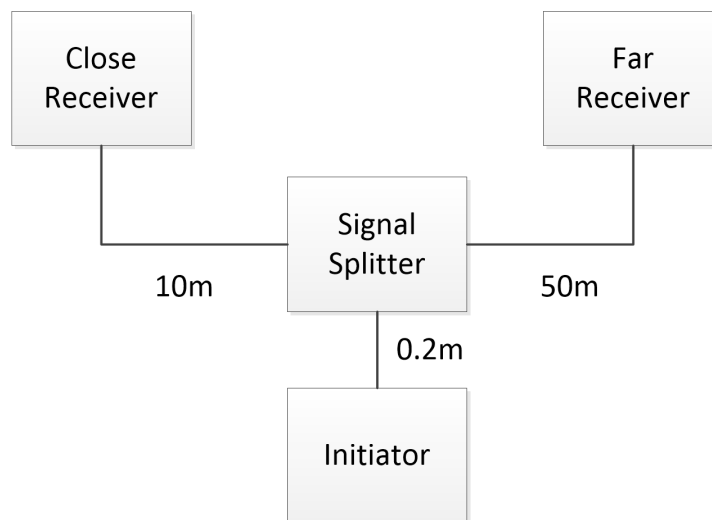 Close
Receiver
Far
Receiver
Signal
Splitter
10m
50m
0.2m
Initiator